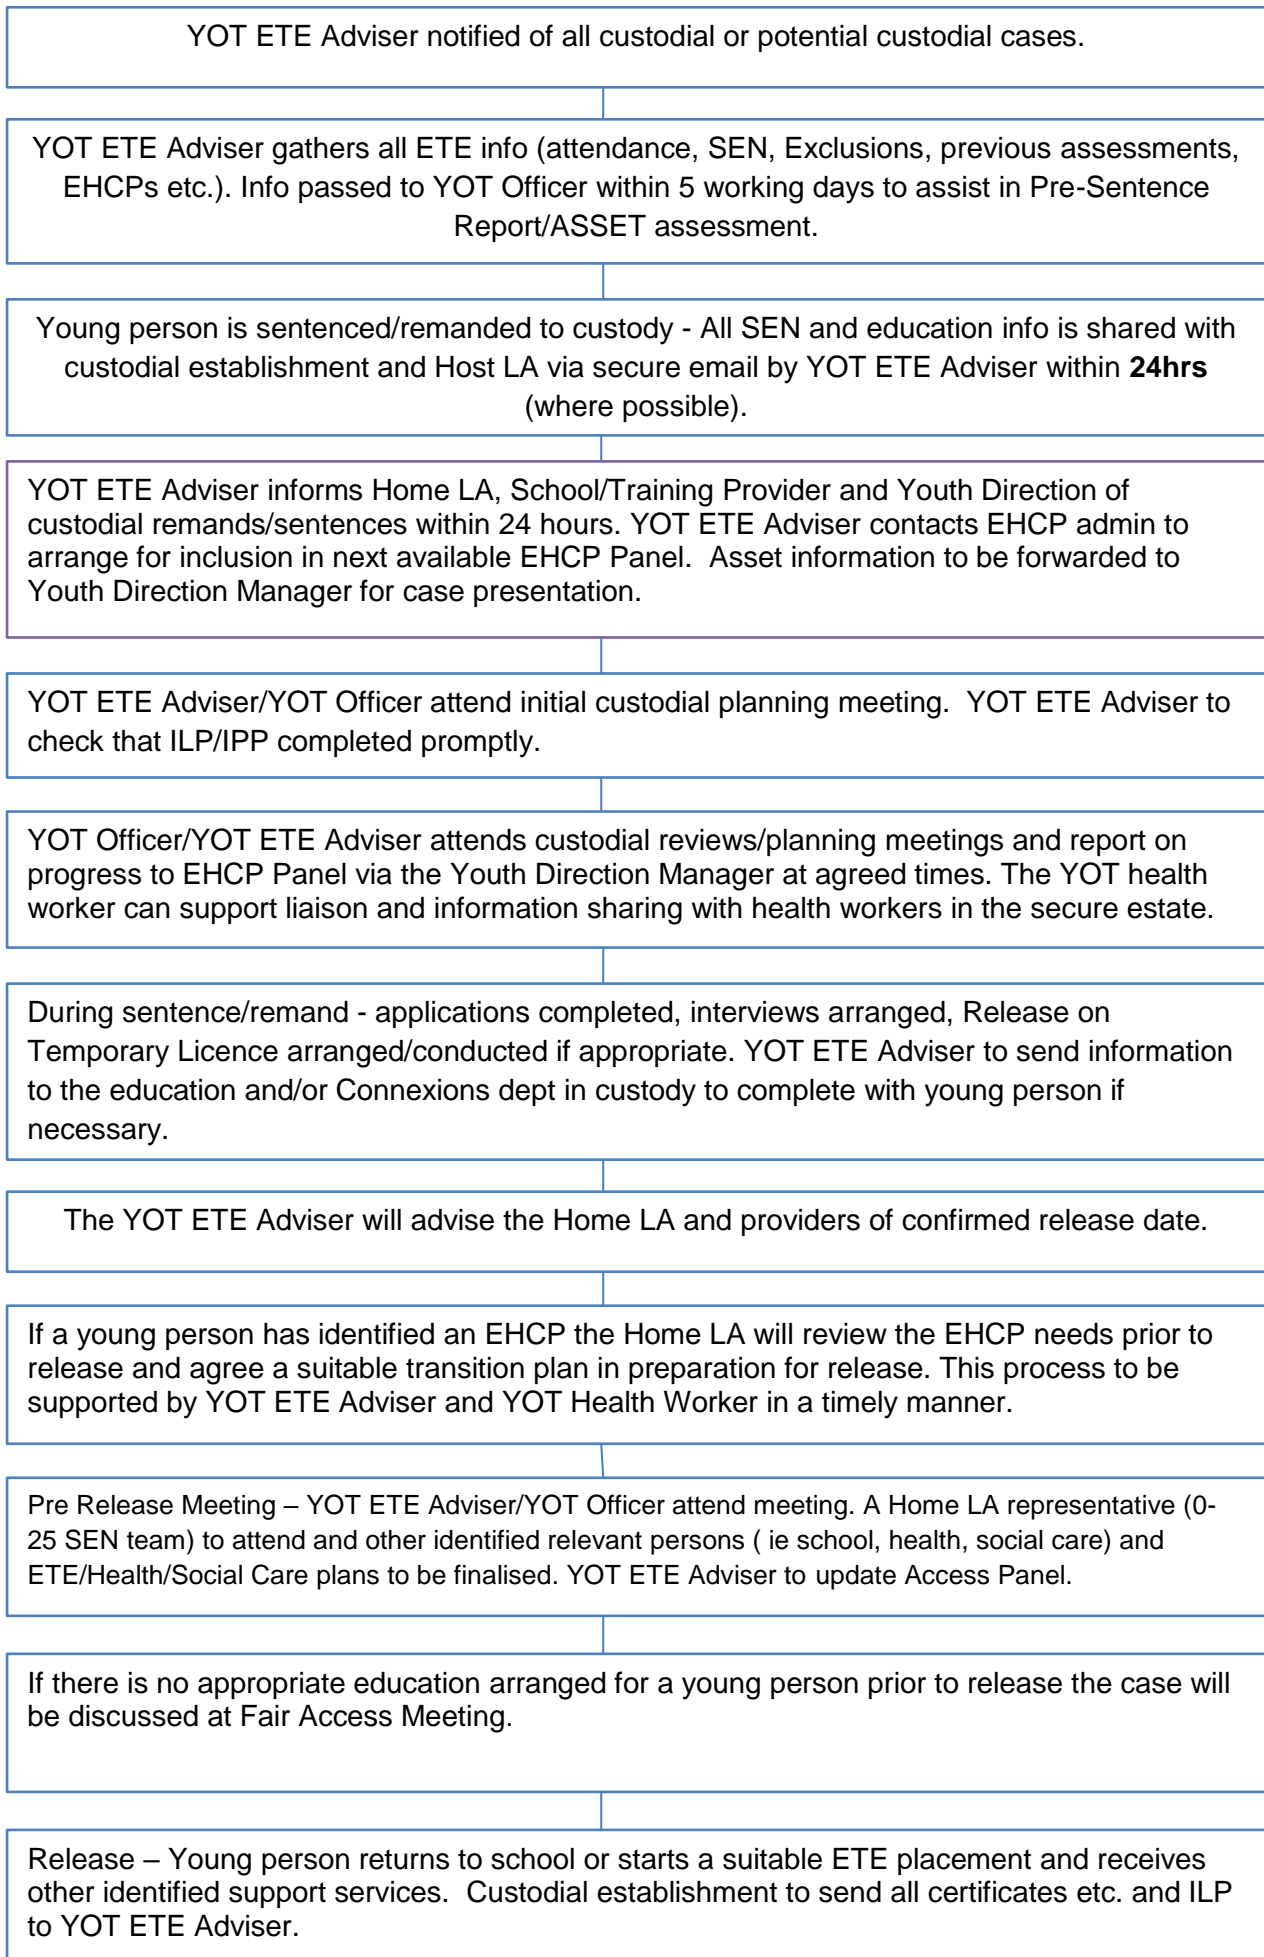 YOT ETE Adviser notified of all custodial or potential custodial cases.
YOT ETE Adviser gathers all ETE info (attendance, SEN, Exclusions, previous assessments,
EHCPs etc.). Info passed to YOT Officer within 5 working days to assist in Pre-Sentence
Report/ASSET assessment.
Young person is sentenced/remanded to custody - All SEN and education info is shared with
custodial establishment and Host LA via secure email by YOT ETE Adviser within 24hrs
(where possible).
YOT ETE Adviser informs Home LA, School/Training Provider and Youth Direction of
custodial remands/sentences within 24 hours. YOT ETE Adviser contacts EHCP admin to
arrange for inclusion in next available EHCP Panel.  Asset information to be forwarded to
Youth Direction Manager for case presentation.
YOT ETE Adviser/YOT Officer attend initial custodial planning meeting.  YOT ETE Adviser to
check that ILP/IPP completed promptly.
YOT Officer/YOT ETE Adviser attends custodial reviews/planning meetings and report on
progress to EHCP Panel via the Youth Direction Manager at agreed times. The YOT health
worker can support liaison and information sharing with health workers in the secure estate.
During sentence/remand - applications completed, interviews arranged, Release on
Temporary Licence arranged/conducted if appropriate. YOT ETE Adviser to send information
to the education and/or Connexions dept in custody to complete with young person if
necessary.
The YOT ETE Adviser will advise the Home LA and providers of confirmed release date.
If a young person has identified an EHCP the Home LA will review the EHCP needs prior to
release and agree a suitable transition plan in preparation for release. This process to be
supported by YOT ETE Adviser and YOT Health Worker in a timely manner.
Pre Release Meeting – YOT ETE Adviser/YOT Officer attend meeting. A Home LA representative (0-
25 SEN team) to attend and other identified relevant persons ( ie school, health, social care) and
ETE/Health/Social Care plans to be finalised. YOT ETE Adviser to update Access Panel.
If there is no appropriate education arranged for a young person prior to release the case will
be discussed at Fair Access Meeting.
Release – Young person returns to school or starts a suitable ETE placement and receives
other identified support services.  Custodial establishment to send all certificates etc. and ILP
to YOT ETE Adviser.